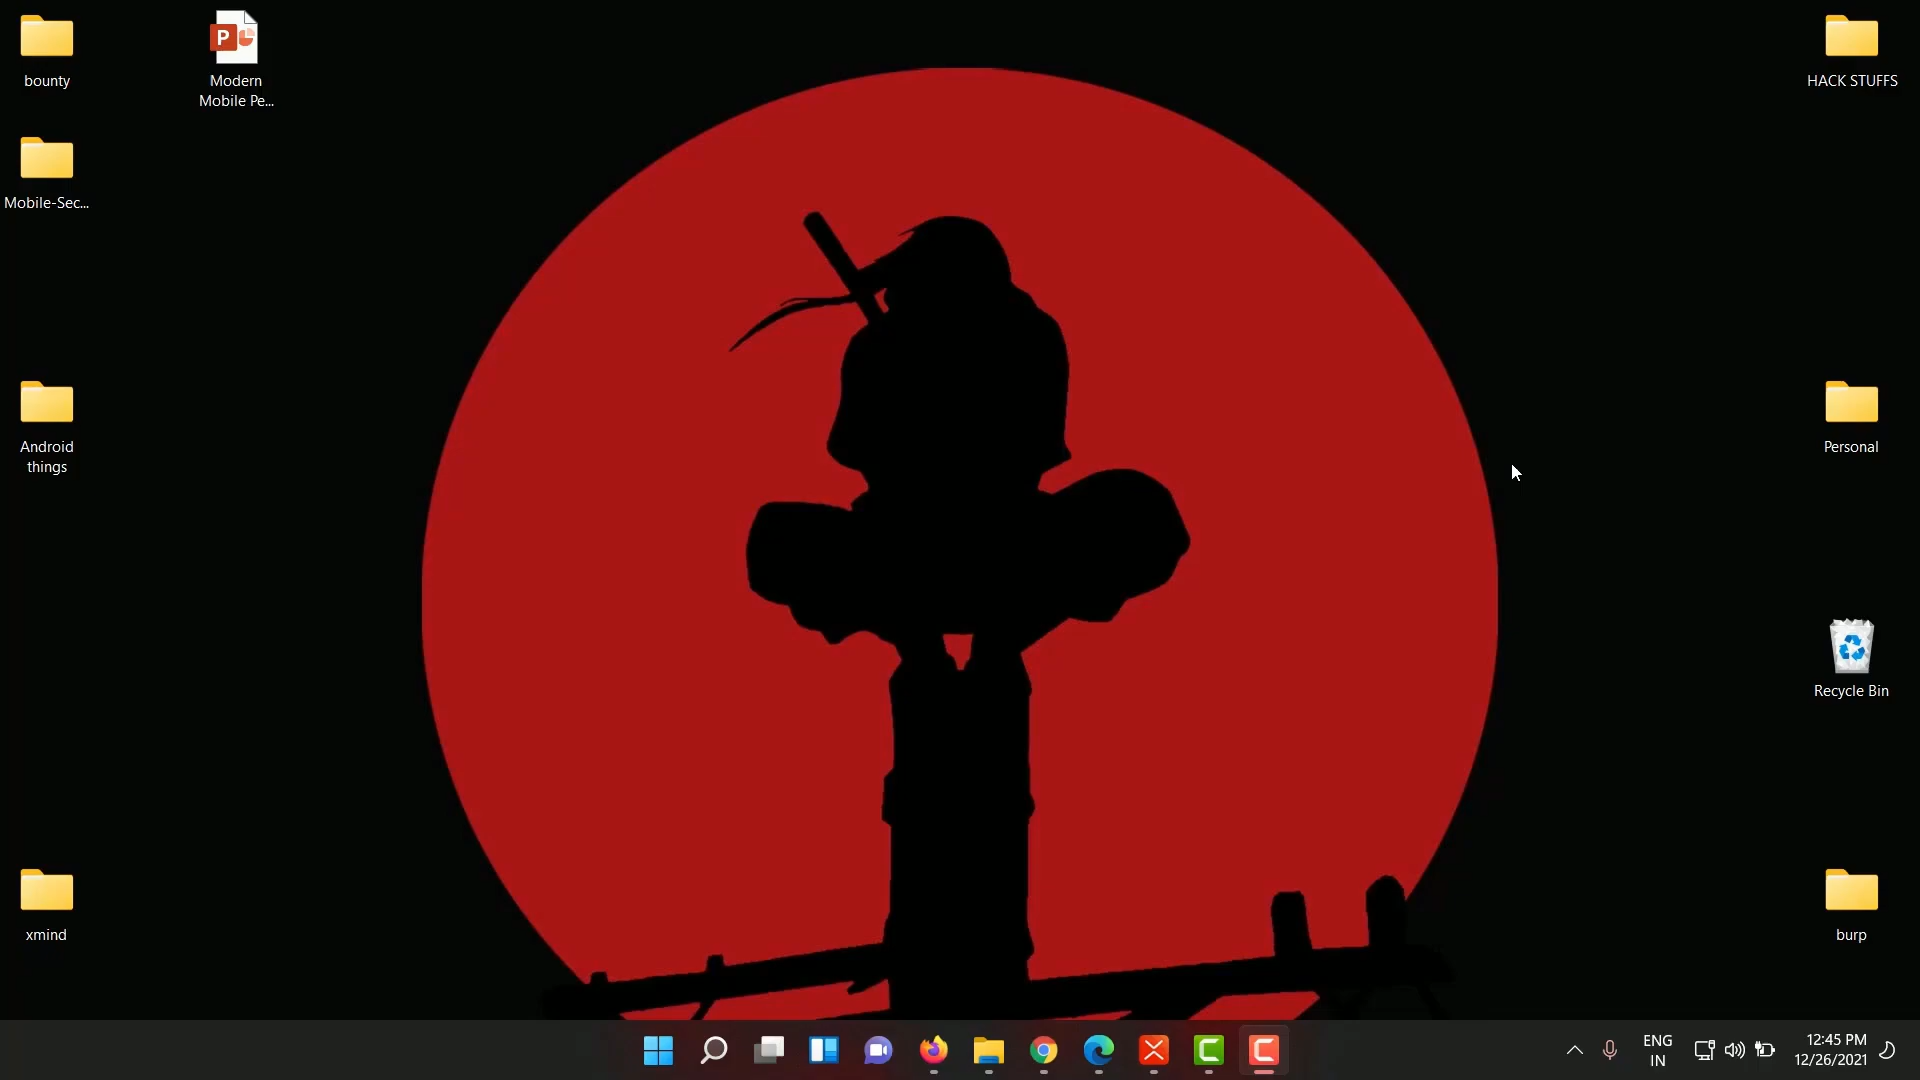 bounty
Modern
Mobile Pe...
HACK STUFFS
Mobile-Sec...
Android
things
Personal
Recycle Bin
xmind
burp
ENG
IN
12:45 PM
12/26/2021